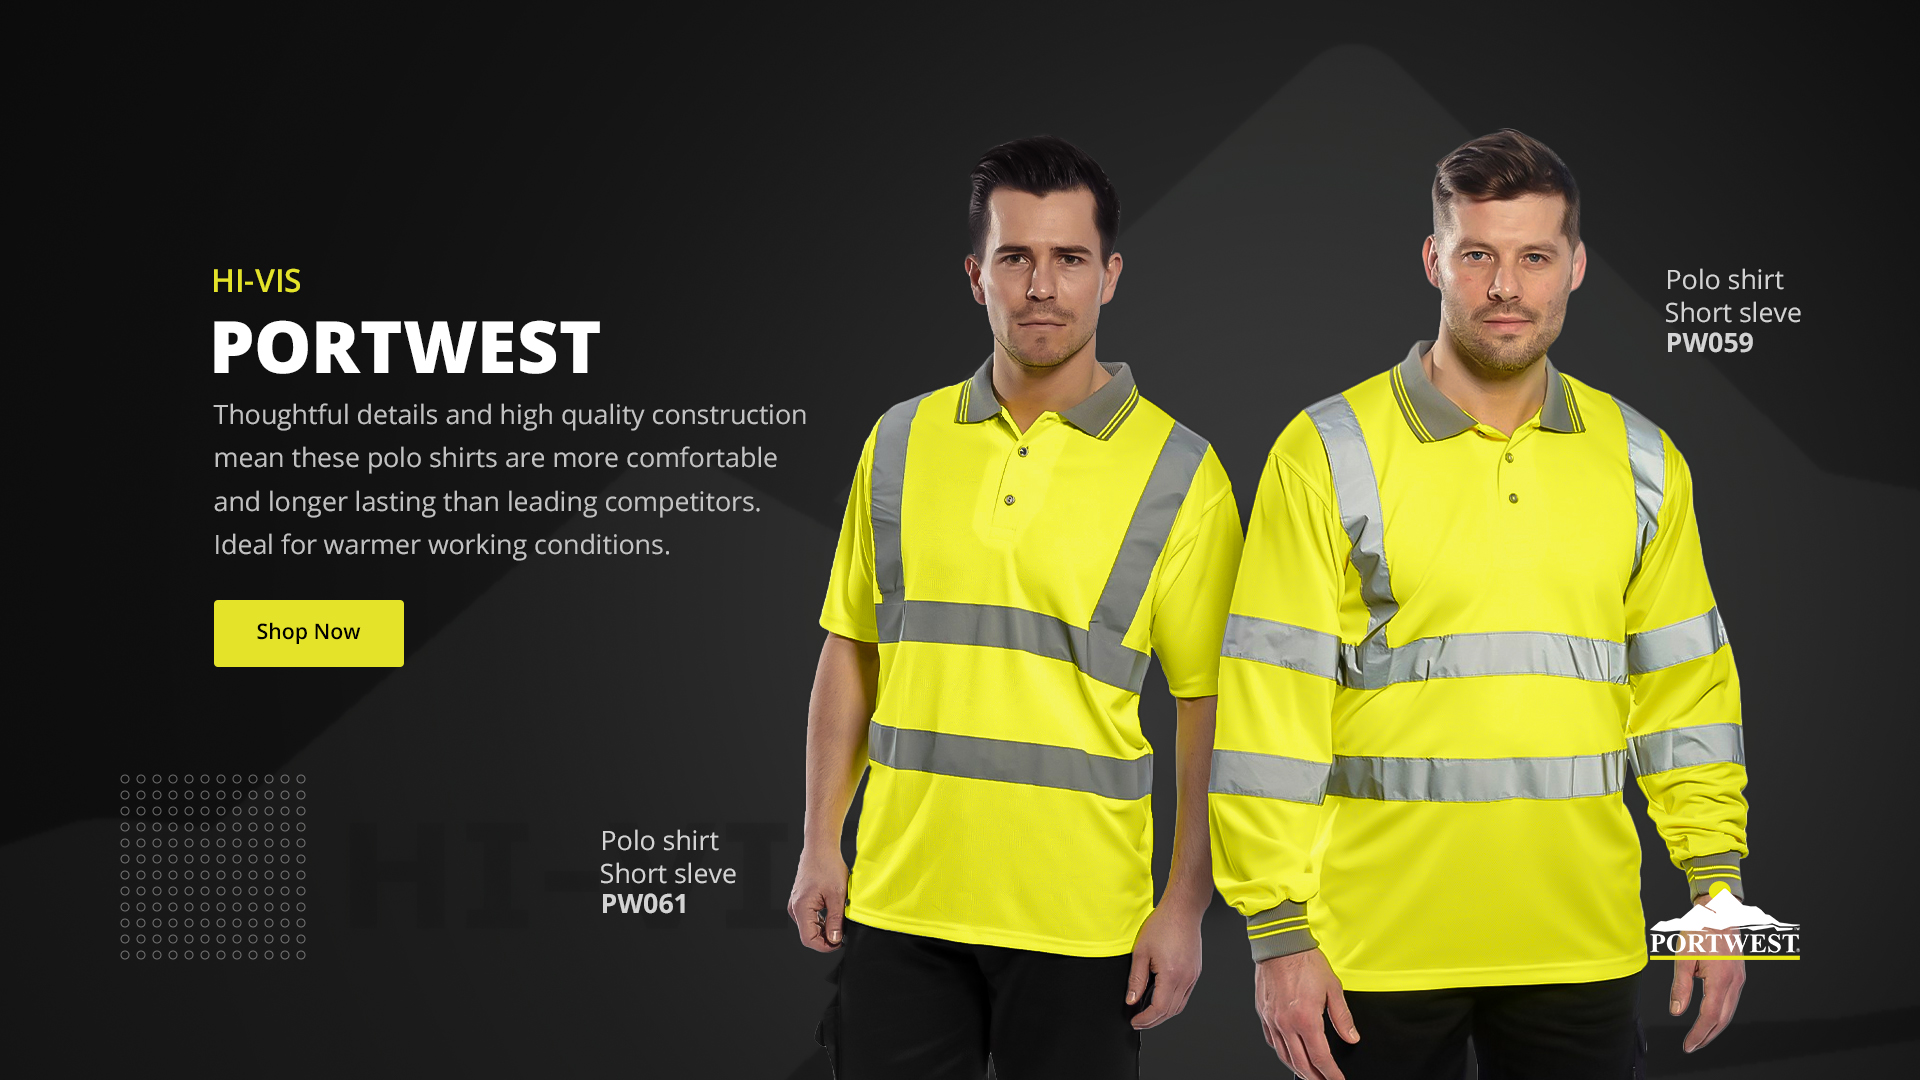 HI-VIS
PORTWEST
Thoughtful details and high quality construction
mean these polo shirts are more comfortable
and longer lasting than leading competitors.
Ideal for warmer working conditions.
Shop Now
Polo shirt
Short sleve
PW059
Polo shirt
Short sleve
PW061
HI-VI
PORTWEST